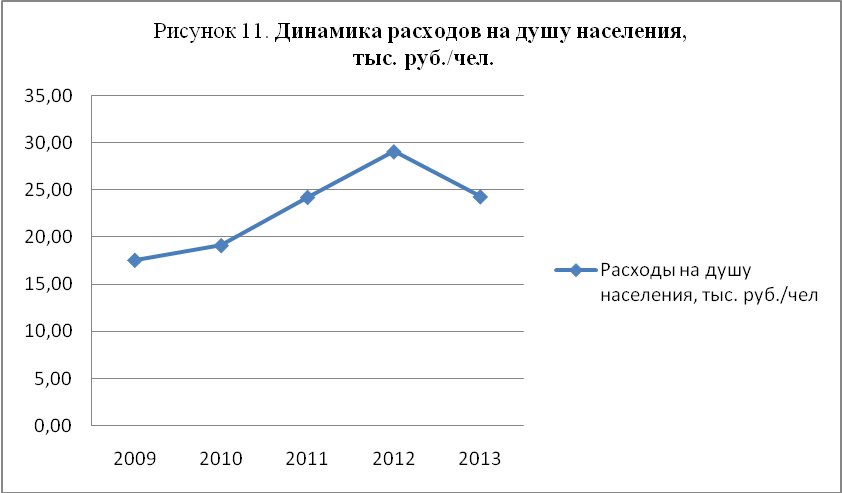 Рисунок 11. Динамика расходов на душу населения,
тыс. руб./чел.
35,00
30,00
25,00
20,00
15,00
10,00
5,00
0,00
2009 2010 2011 2012 2013
Расходы на душу
населения, тыс. руб./чел